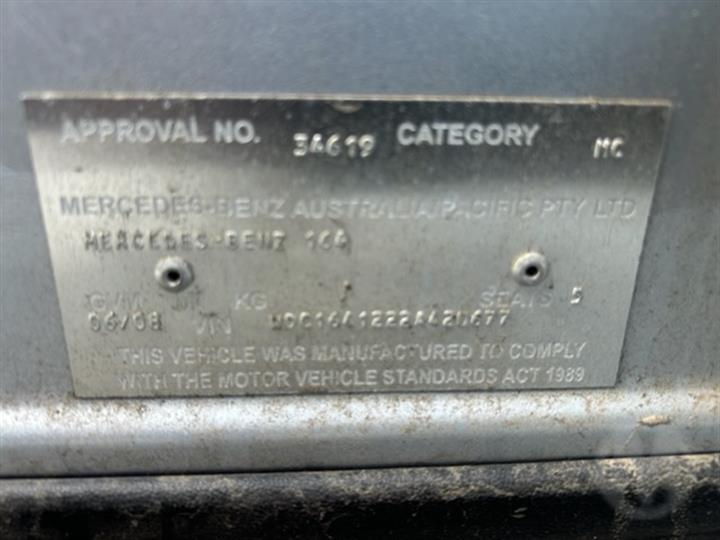 APPROVAL NO. 34619 CATEGORY MC
MERCEDES-BENZ AUSTRALIA/PACIFIC PTY LTD
MERCEDES-BENZ 164
KG SEATS 5
06/08 VIN
THIS VEHICLE WAS MANUFACTURED TO COMPLY
WITH THE MOTOR VEHICLE STANDARDS ACT 1989